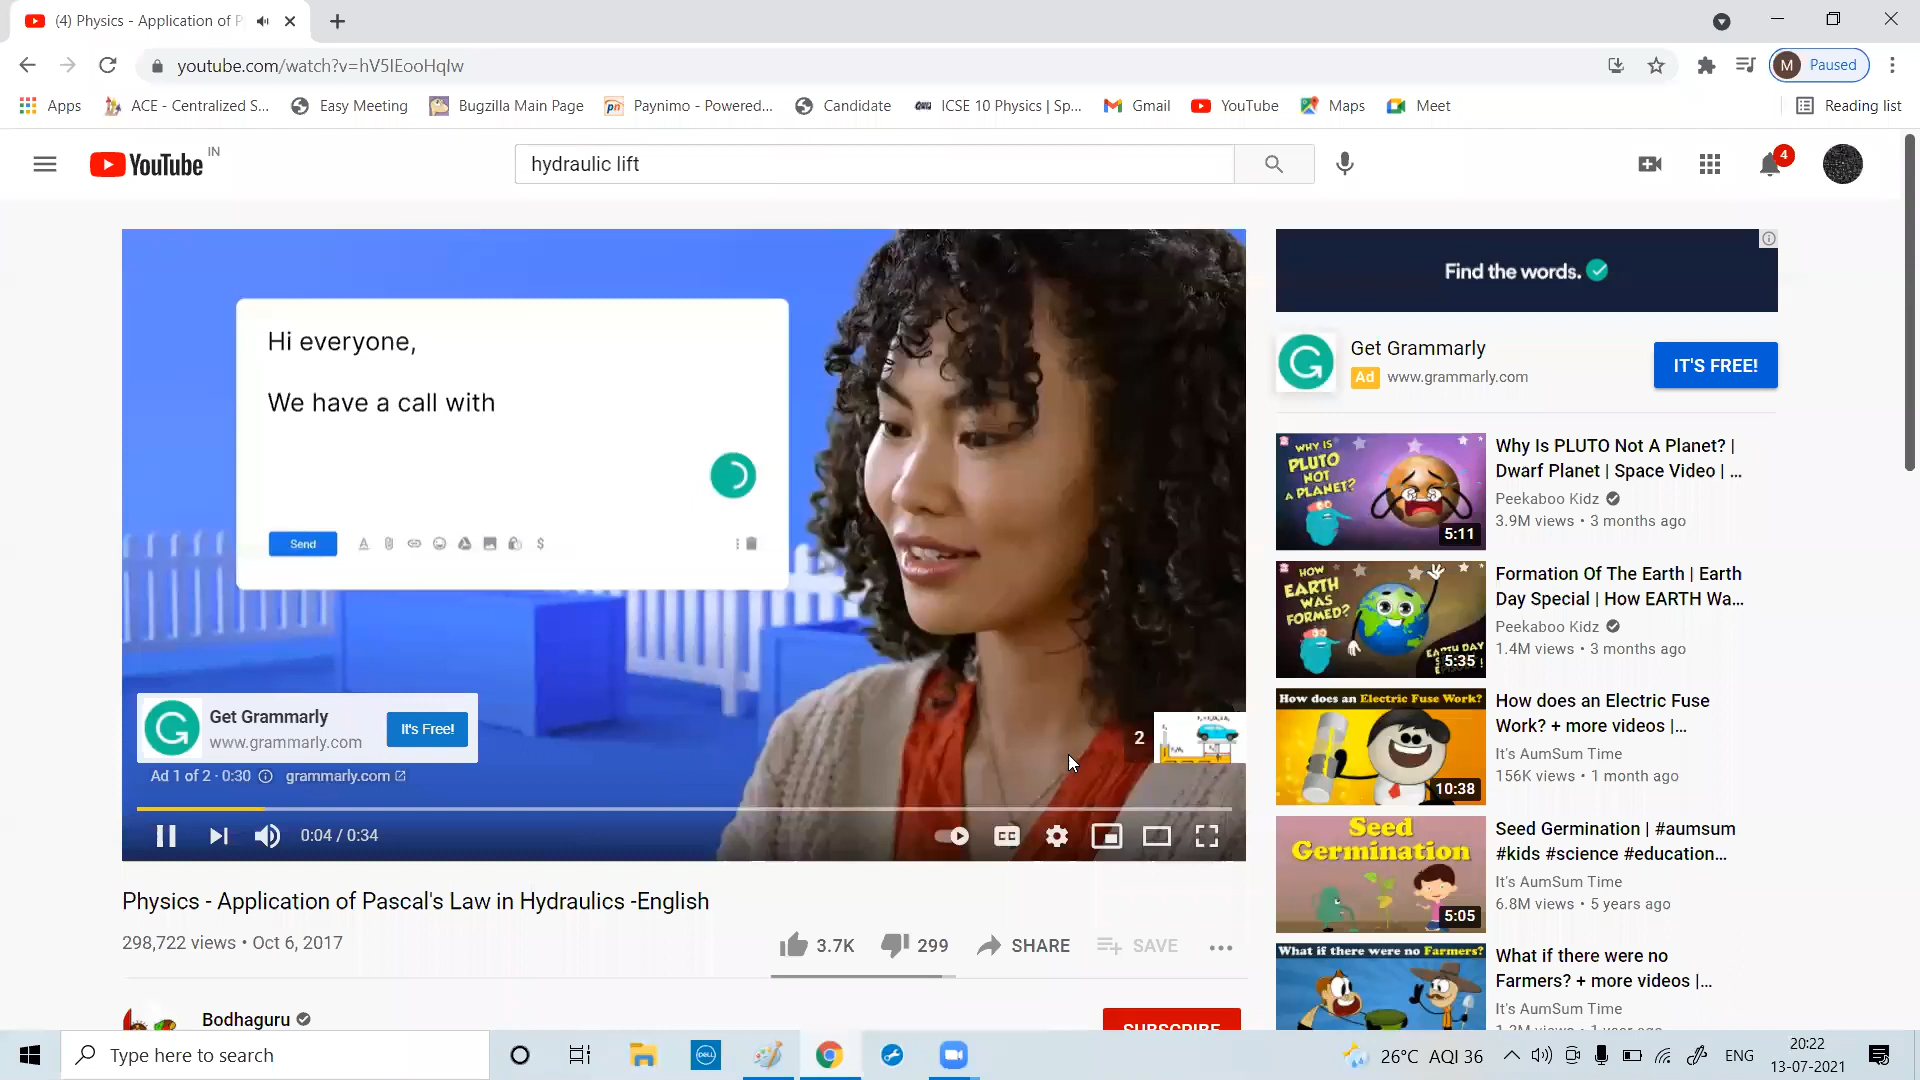 (4) Physics - Application of P
youtube.com/watch?v=hV5IEooHqIw
M Paused
Apps
ACE - Centralized S...
Easy Meeting
Bugzilla Main Page
Paynimo - Powered...
Candidate
ICSE 10 Physics | Sp...
Gmail
YouTube
Maps
Meet
Reading list
YouTube IN
hydraulic lift
4
Hi everyone,
We have a call with
Send
Get Grammarly
www.grammarly.com
It's Free!
Ad 1 of 2 · 0:30
grammarly.com
2
0:04 / 0:34
CC
Physics - Application of Pascal's Law in Hydraulics -English
298,722 views • Oct 6, 2017
3.7K
299
SHARE
SAVE
Bodhaguru
SUBSCRIBE
Find the words.
Get Grammarly
Ad www.grammarly.com
IT'S FREE!
WHY IS
PLUTO
NOT
A PLANET?
5:11
Why Is PLUTO Not A Planet? |
Dwarf Planet | Space Video | ...
Peekaboo Kidz
3.9M views • 3 months ago
HOW
EARTH
WAS
FORMED?
5:35
Formation Of The Earth | Earth
Day Special | How EARTH Wa...
Peekaboo Kidz
1.4M views • 3 months ago
How does an Electric Fuse Work?
10:38
How does an Electric Fuse
Work? + more videos |...
It's AumSum Time
156K views • 1 month ago
Seed
Germination
5:05
Seed Germination | #aumsum
#kids #science #education...
It's AumSum Time
6.8M views • 5 years ago
What if there were no Farmers?
What if there were no
Farmers? + more videos |...
It's AumSum Time
Type here to search
DELL
26°C AQI 36
ENG
20:22
13-07-2021